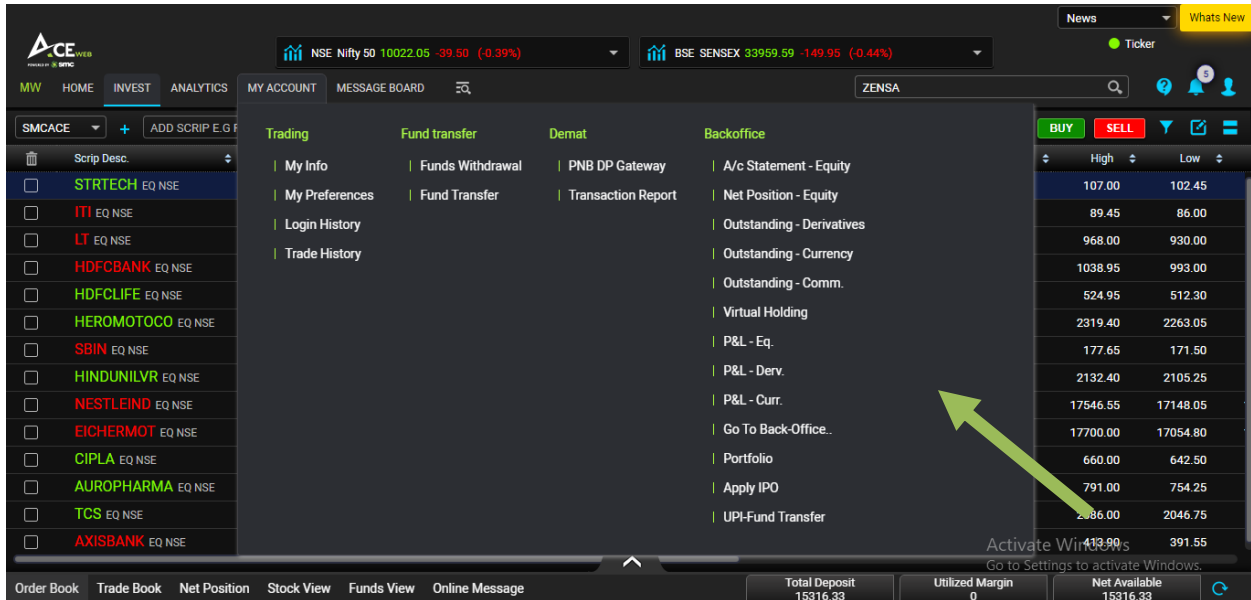 News
Whats New
ACE WEB
POWERED BY smc
NSE Nifty 50 10022.05 -39.50 (-0.39%)
BSE SENSEX 33959.59 -149.95 (-0.44%)
Ticker
MW HOME INVEST ANALYTICS MY ACCOUNT MESSAGE BOARD
ZENSA
5
SMCACE
+ ADD SCRIP E.G
BUY SELL
Scrip Desc.
High Low
STRTECH EQ NSE 107.00 102.45
ITI EQ NSE 89.45 86.00
LT EQ NSE 968.00 930.00
HDFCBANK EQ NSE 1038.95 993.00
HDFCLIFE EQ NSE 524.95 512.30
HEROMOTOCO EQ NSE 2319.40 2263.05
SBIN EQ NSE 177.65 171.50
HINDUNILVR EQ NSE 2132.40 2105.25
NESTLEIND EQ NSE 17546.55 17148.05
EICHERMOT EQ NSE 17700.00 17054.80
CIPLA EQ NSE 660.00 642.50
AUROPHARMA EQ NSE 791.00 754.25
TCS EQ NSE 2046.75
AXISBANK EQ NSE 413.90 391.55
Trading
| My Info
| My Preferences
| Login History
| Trade History
Fund transfer
| Funds Withdrawal
| Fund Transfer
Demat
| PNB DP Gateway
| Transaction Report
Backoffice
| A/c Statement - Equity
| Net Position - Equity
| Outstanding - Derivatives
| Outstanding - Currency
| Outstanding - Comm.
| Virtual Holding
| P&L - Eq.
| P&L - Derv.
| P&L - Curr.
| Go To Back-Office..
| Portfolio
| Apply IPO
| UPI-Fund Transfer
Activate Windows
Go to Settings to activate Windows.
Order Book Trade Book Net Position Stock View Funds View Online Message
Total Deposit
15316.33
Utilized Margin
0
Net Available
15316.33